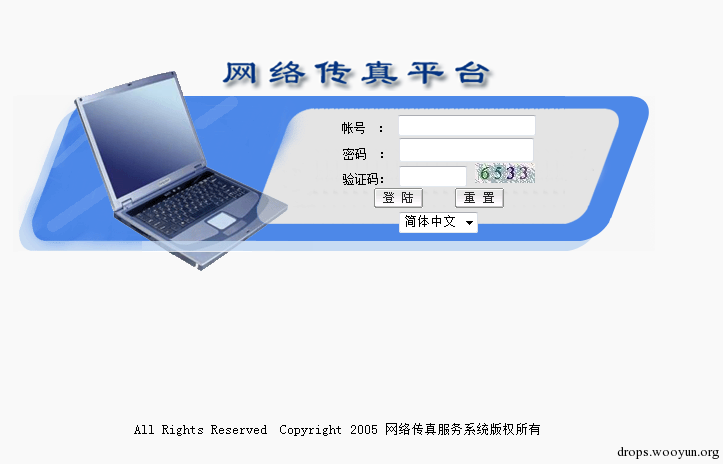 网络传真平台
帐号 ：
密码 ：
验证码: 6533
登 陆 重 置
简体中文
All Rights Reserved Copyright 2005 网络传真服务系统版权所有
drops.wooyun.org